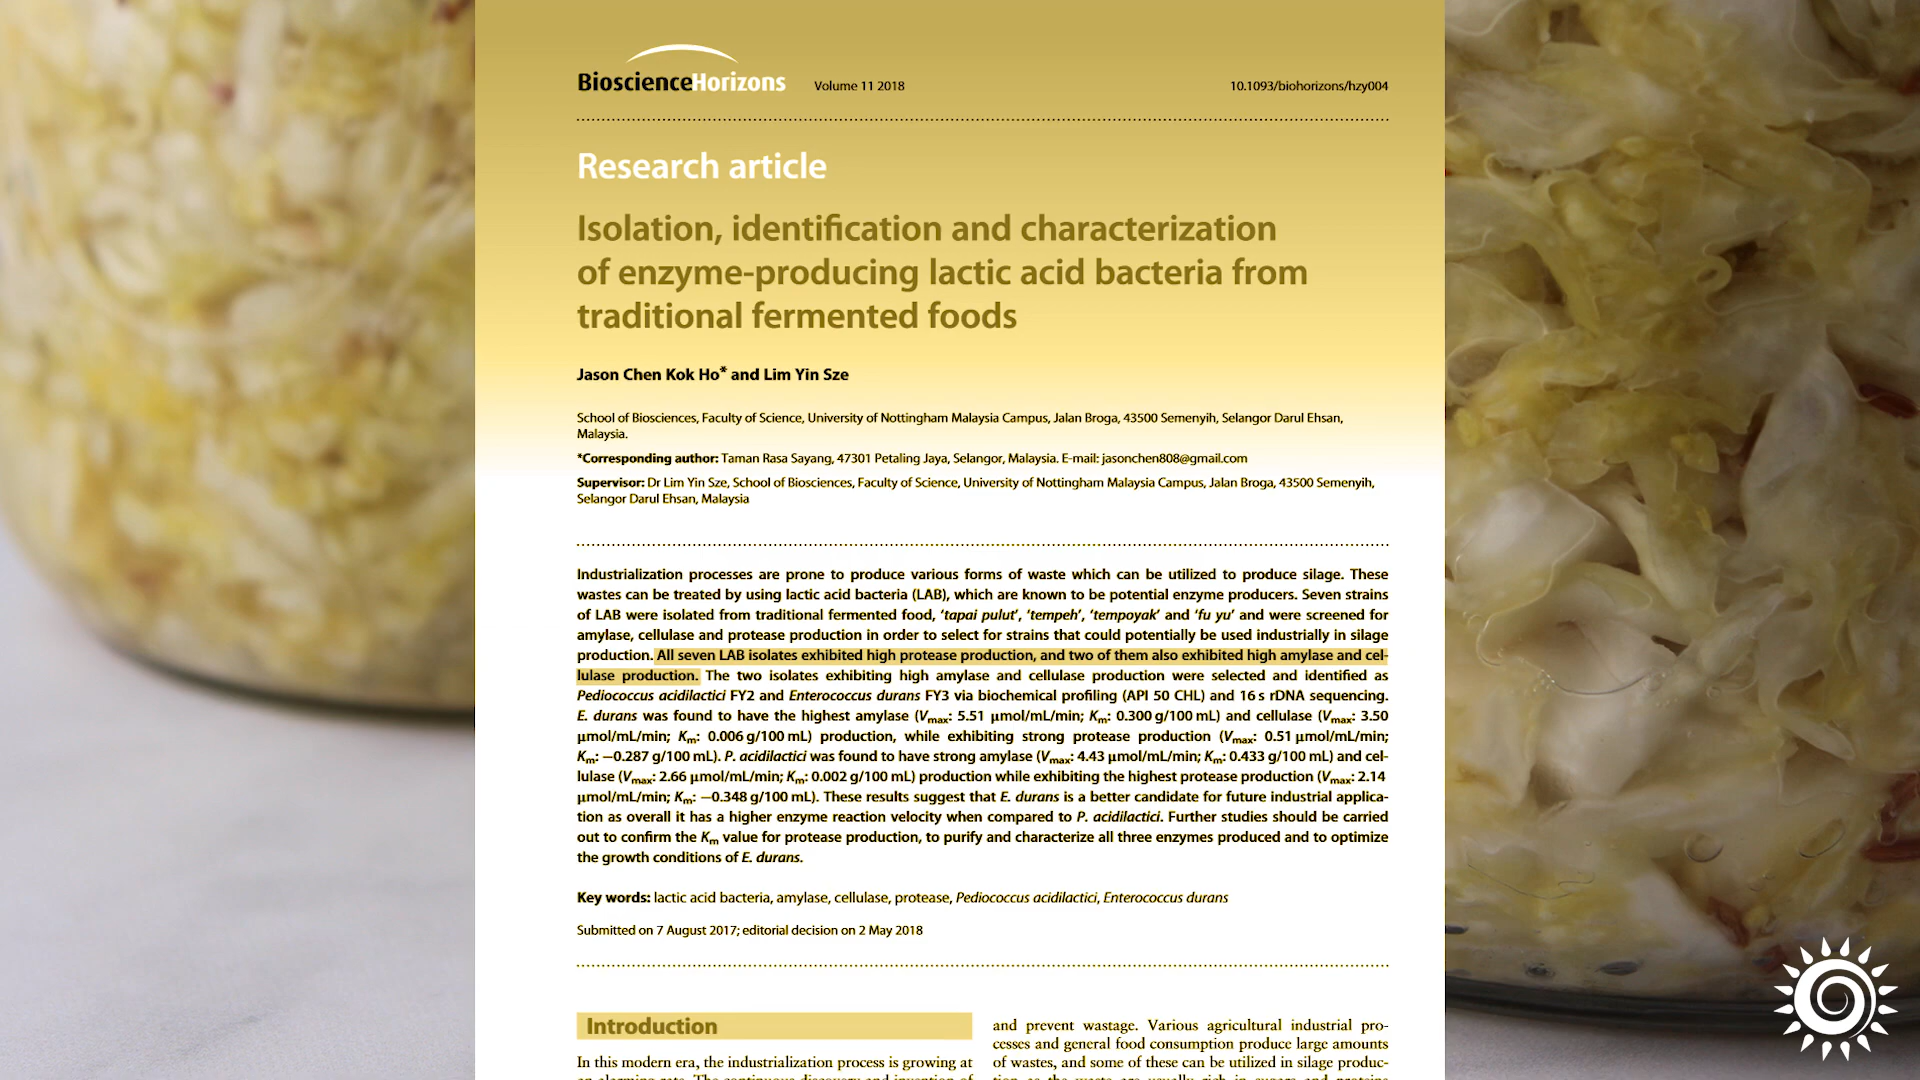 BioscienceHorizons
Volume 11 2018
10.1093/biohorizons/hzy004
Research article
Isolation, identification and characterization
of enzyme-producing lactic acid bacteria from
traditional fermented foods
Jason Chen Kok Ho* and Lim Yin Sze
School of Biosciences, Faculty of Science, University of Nottingham Malaysia Campus, Jalan Broga, 43500 Semenyih, Selangor Darul Ehsan,
Malaysia.
*Corresponding author: Taman Rasa Sayang, 47301 Petaling Jaya, Selangor, Malaysia. E-mail: jasonchen808@gmail.com
Supervisor: Dr Lim Yin Sze, School of Biosciences, Faculty of Science, University of Nottingham Malaysia Campus, Jalan Broga, 43500 Semenyih,
Selangor Darul Ehsan, Malaysia
Industrialization processes are prone to produce various forms of waste which can be utilized to produce silage. These
wastes can be treated by using lactic acid bacteria (LAB), which are known to be potential enzyme producers. Seven strains
of LAB were isolated from traditional fermented food, ‘tapai pulut’, ‘tempeh’, ‘tempoyak’ and ‘fu yu’ and were screened for
amylase, cellulase and protease production in order to select for strains that could potentially be used industrially in silage
production. All seven LAB isolates exhibited high protease production, and two of them also exhibited high amylase and cel-
lulase production. The two isolates exhibiting high amylase and cellulase production were selected and identified as
Pediococcus acidilactici FY2 and Enterococcus durans FY3 via biochemical profiling (API 50 CHL) and 16 s rDNA sequencing.
E. durans was found to have the highest amylase (Vmax: 5.51 μmol/mL/min; Km: 0.300 g/100 mL) and cellulase (Vmax: 3.50
μmol/mL/min; Km: 0.006 g/100 mL) production, while exhibiting strong protease production (Vmax: 0.51 μmol/mL/min;
Km: −0.287 g/100 mL). P. acidilactici was found to have strong amylase (Vmax: 4.43 μmol/mL/min; Km: 0.433 g/100 mL) and cel-
lulase (Vmax: 2.66 μmol/mL/min; Km: 0.002 g/100 mL) production while exhibiting the highest protease production (Vmax: 2.14
μmol/mL/min; Km: −0.348 g/100 mL). These results suggest that E. durans is a better candidate for future industrial applica-
tion as overall it has a higher enzyme reaction velocity when compared to P. acidilactici. Further studies should be carried
out to confirm the Km value for protease production, to purify and characterize all three enzymes produced and to optimize
the growth conditions of E. durans.
Key words: lactic acid bacteria, amylase, cellulase, protease, Pediococcus acidilactici, Enterococcus durans
Submitted on 7 August 2017; editorial decision on 2 May 2018
Introduction
In this modern era, the industrialization process is growing at
and prevent wastage. Various agricultural industrial pro-
cesses and general food consumption produce large amounts
of wastes, and some of these can be utilized in silage produc-